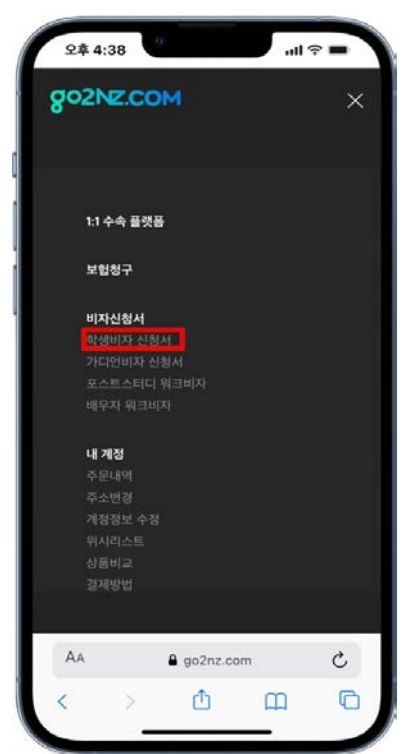 오후 4:38
go2NZ.COM
1:1 수속 플랫폼
보험청구
비자신청서
학생비자 신청서
가디언비자 신청서
포스트스터디 워크비자
배우자 워크비자
내 계정
주문내역
주소변경
계정정보 수정
위시리스트
상품비교
결제방법
AA
go2nz.com